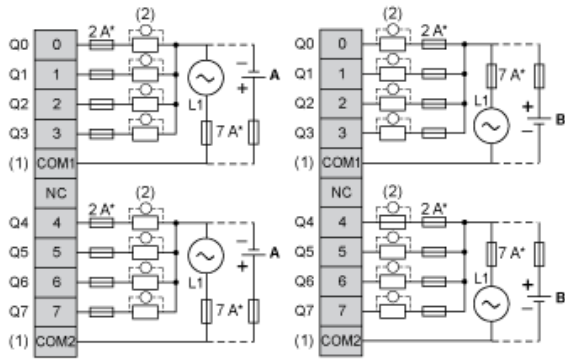 (2)
Q0 0 2 A*
Q1 1
Q2 2
Q3 3
(1) COM1
L1
7 A*
−
+
A
NC
(2)
Q4 4 2 A*
Q5 5
Q6 6
Q7 7
(1) COM2
L1
7 A*
−
+
A
(2)
Q0 0 2 A*
Q1 1
Q2 2
Q3 3
(1) COM1
7 A*
L1
+
−
B
NC
(2)
Q4 4 2 A*
Q5 5
Q6 6
Q7 7
(1) COM2
7 A*
L1
+
−
B